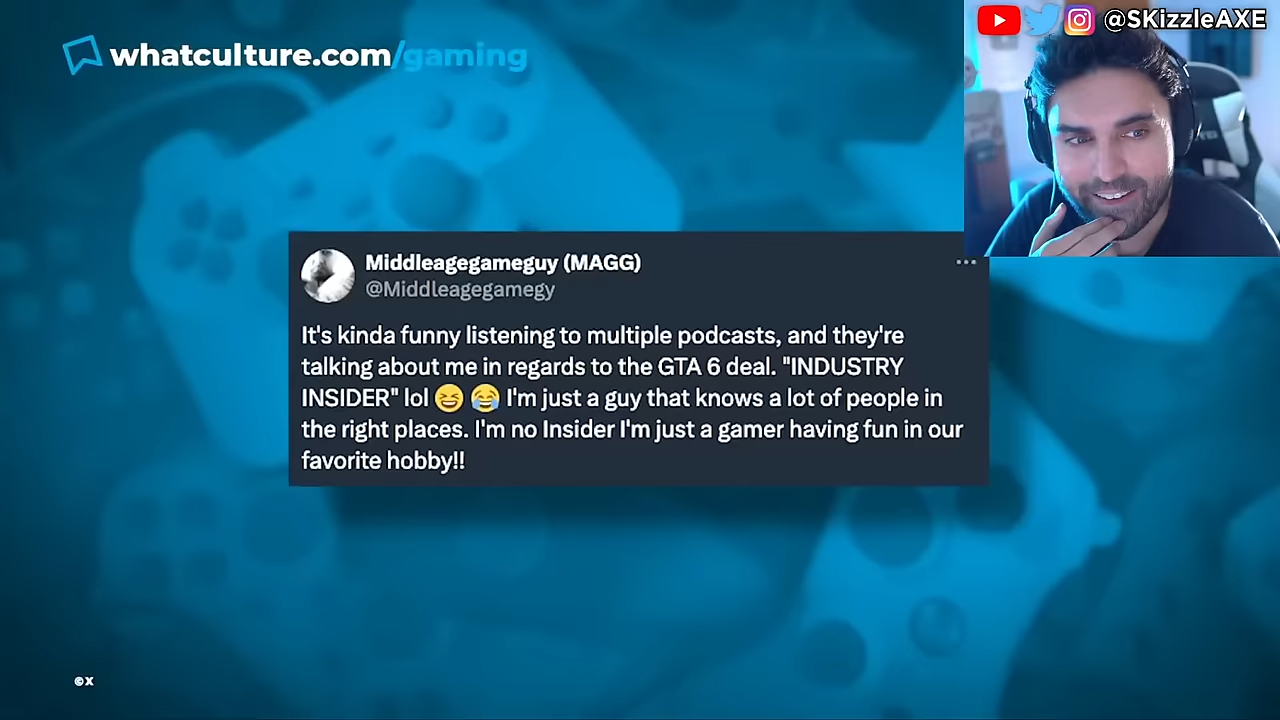 whatculture.com/gaming
@SKizzleAXE
Middleagegameguy (MAGG)
@Middleagegamegy
It's kinda funny listening to multiple podcasts, and they're
talking about me in regards to the GTA 6 deal. "INDUSTRY
INSIDER" lol 😆 😂 I'm just a guy that knows a lot of people in
the right places. I'm no Insider I'm just a gamer having fun in our
favorite hobby!!
©X